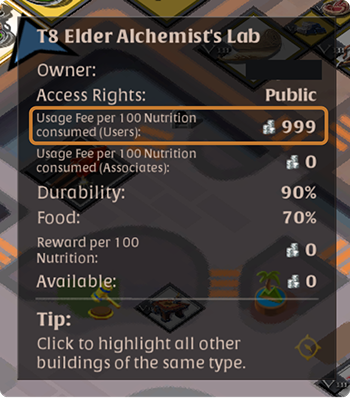 T8 Elder Alchemist's Lab
Owner:
Access Rights: Public
Usage Fee per 100 Nutrition
consumed (Users): 999
Usage Fee per 100 Nutrition
consumed (Associates): 0
Durability: 90%
Food: 70%
Reward per 100
Nutrition: 0
Available: 0
Tip:
Click to highlight all other
buildings of the same type.